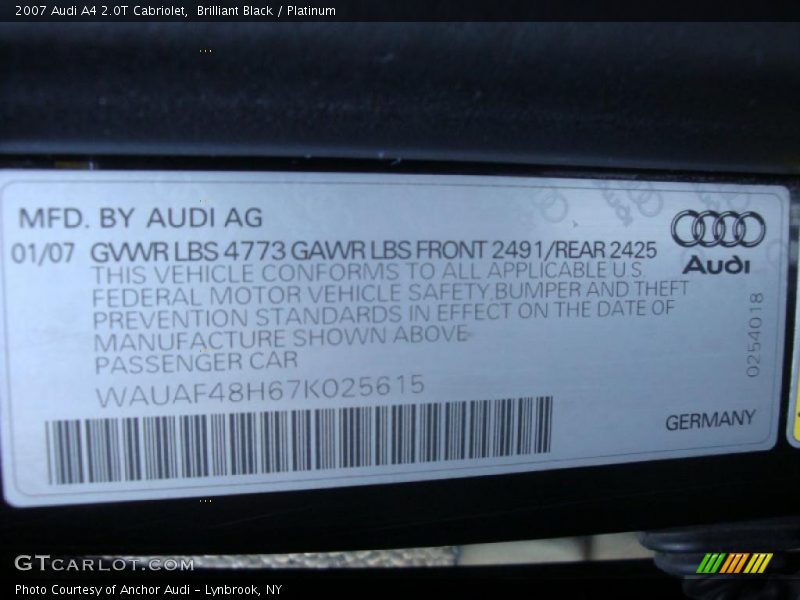 2007 Audi A4 2.0T Cabriolet,  Brilliant Black / Platinum
MFD. BY AUDI AG
01/07 GVWR LBS 4773 GAWR LBS FRONT 2491/REAR 2425
THIS VEHICLE CONFORMS TO ALL APPLICABLE U.S.
FEDERAL MOTOR VEHICLE SAFETY,BUMPER AND THEFT
PREVENTION STANDARDS IN EFFECT ON THE DATE OF
MANUFACTURE SHOWN ABOVE
PASSENGER CAR
WAUAF48H67K025615
Audi
0254018
GERMANY
GTCARLOT.COM
Photo Courtesy of Anchor Audi - Lynbrook, NY